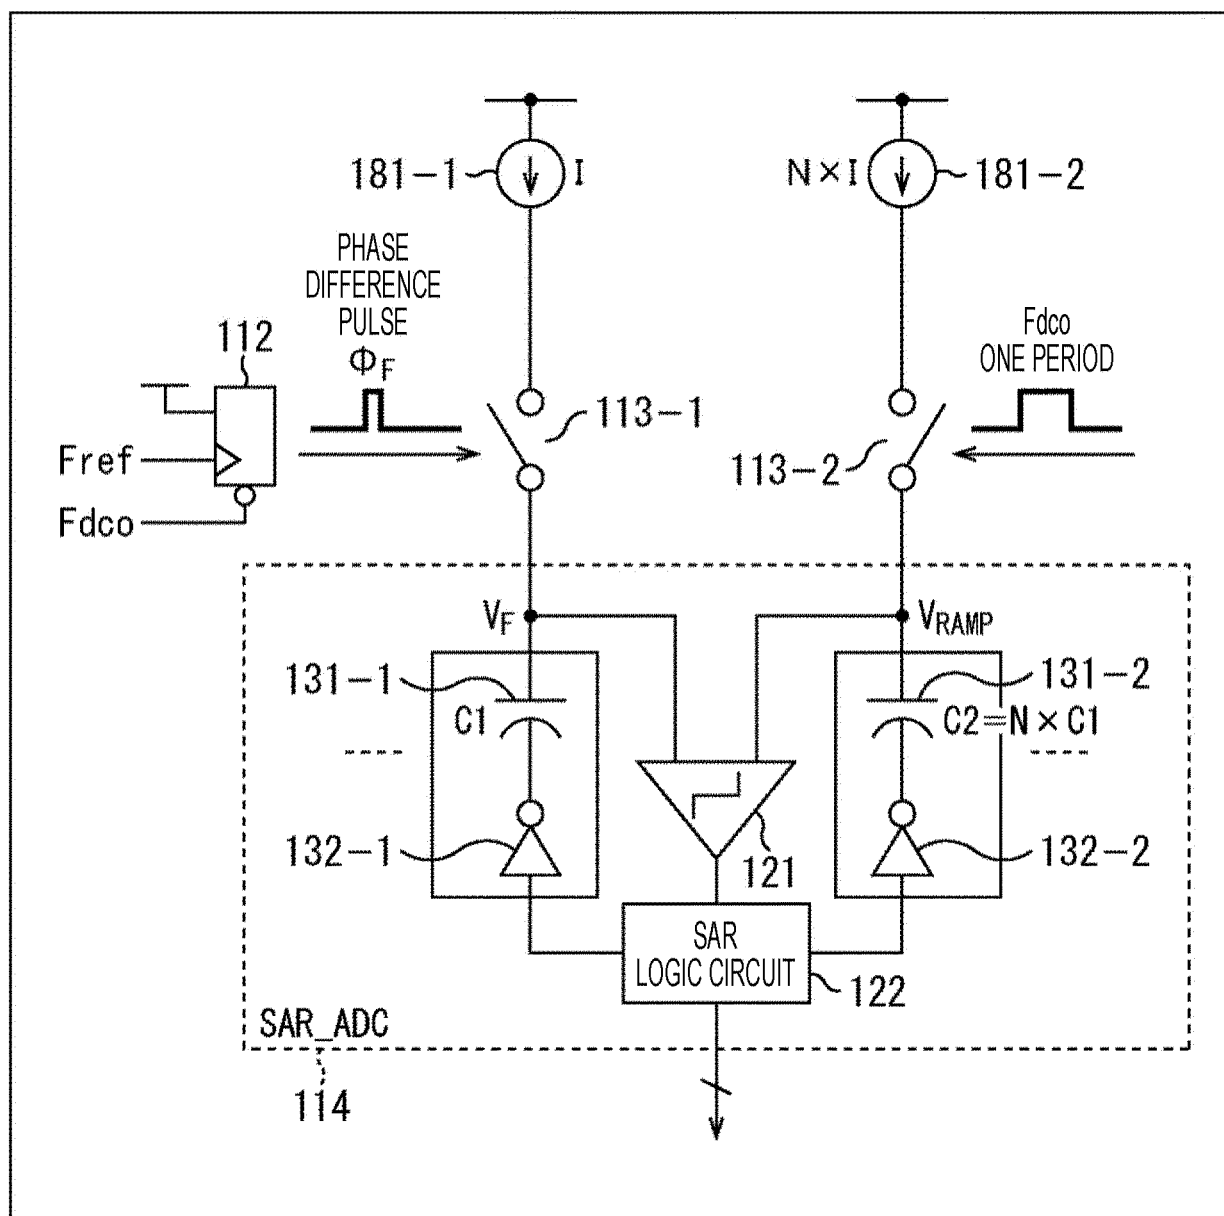 181-1
I
N×I
181-2
PHASE
DIFFERENCE
PULSE
ΦF
112
Fref
Fdco
113-1
113-2
Fdco
ONE PERIOD
VF
VRAMP
131-1
C1
131-2
C2=N×C1
132-1
121
132-2
SAR
LOGIC CIRCUIT
122
SAR_ADC
114